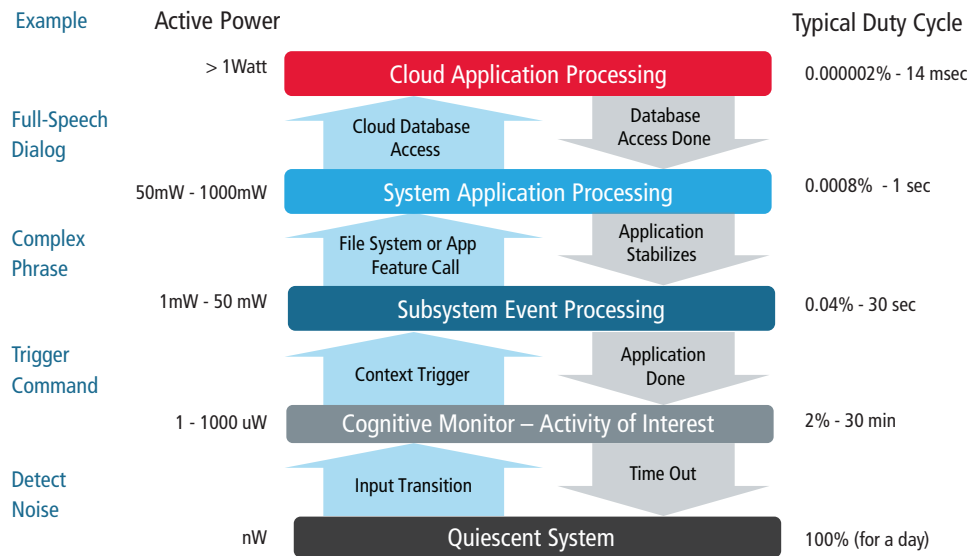 Example
Active Power
Typical Duty Cycle
> 1Watt
Cloud Application Processing
0.000002% - 14 msec
Full-Speech
Dialog
Cloud Database
Access
Database
Access Done
50mW - 1000mW
System Application Processing
0.0008%  - 1 sec
Complex
Phrase
File System or App
Feature Call
Application
Stabilizes
1mW - 50 mW
Subsystem Event Processing
0.04% - 30 sec
Trigger
Command
Context Trigger
Application
Done
1 - 1000 uW
Cognitive Monitor – Activity of Interest
2% - 30 min
Detect
Noise
Input Transition
Time Out
nW
Quiescent System
100% (for a day)